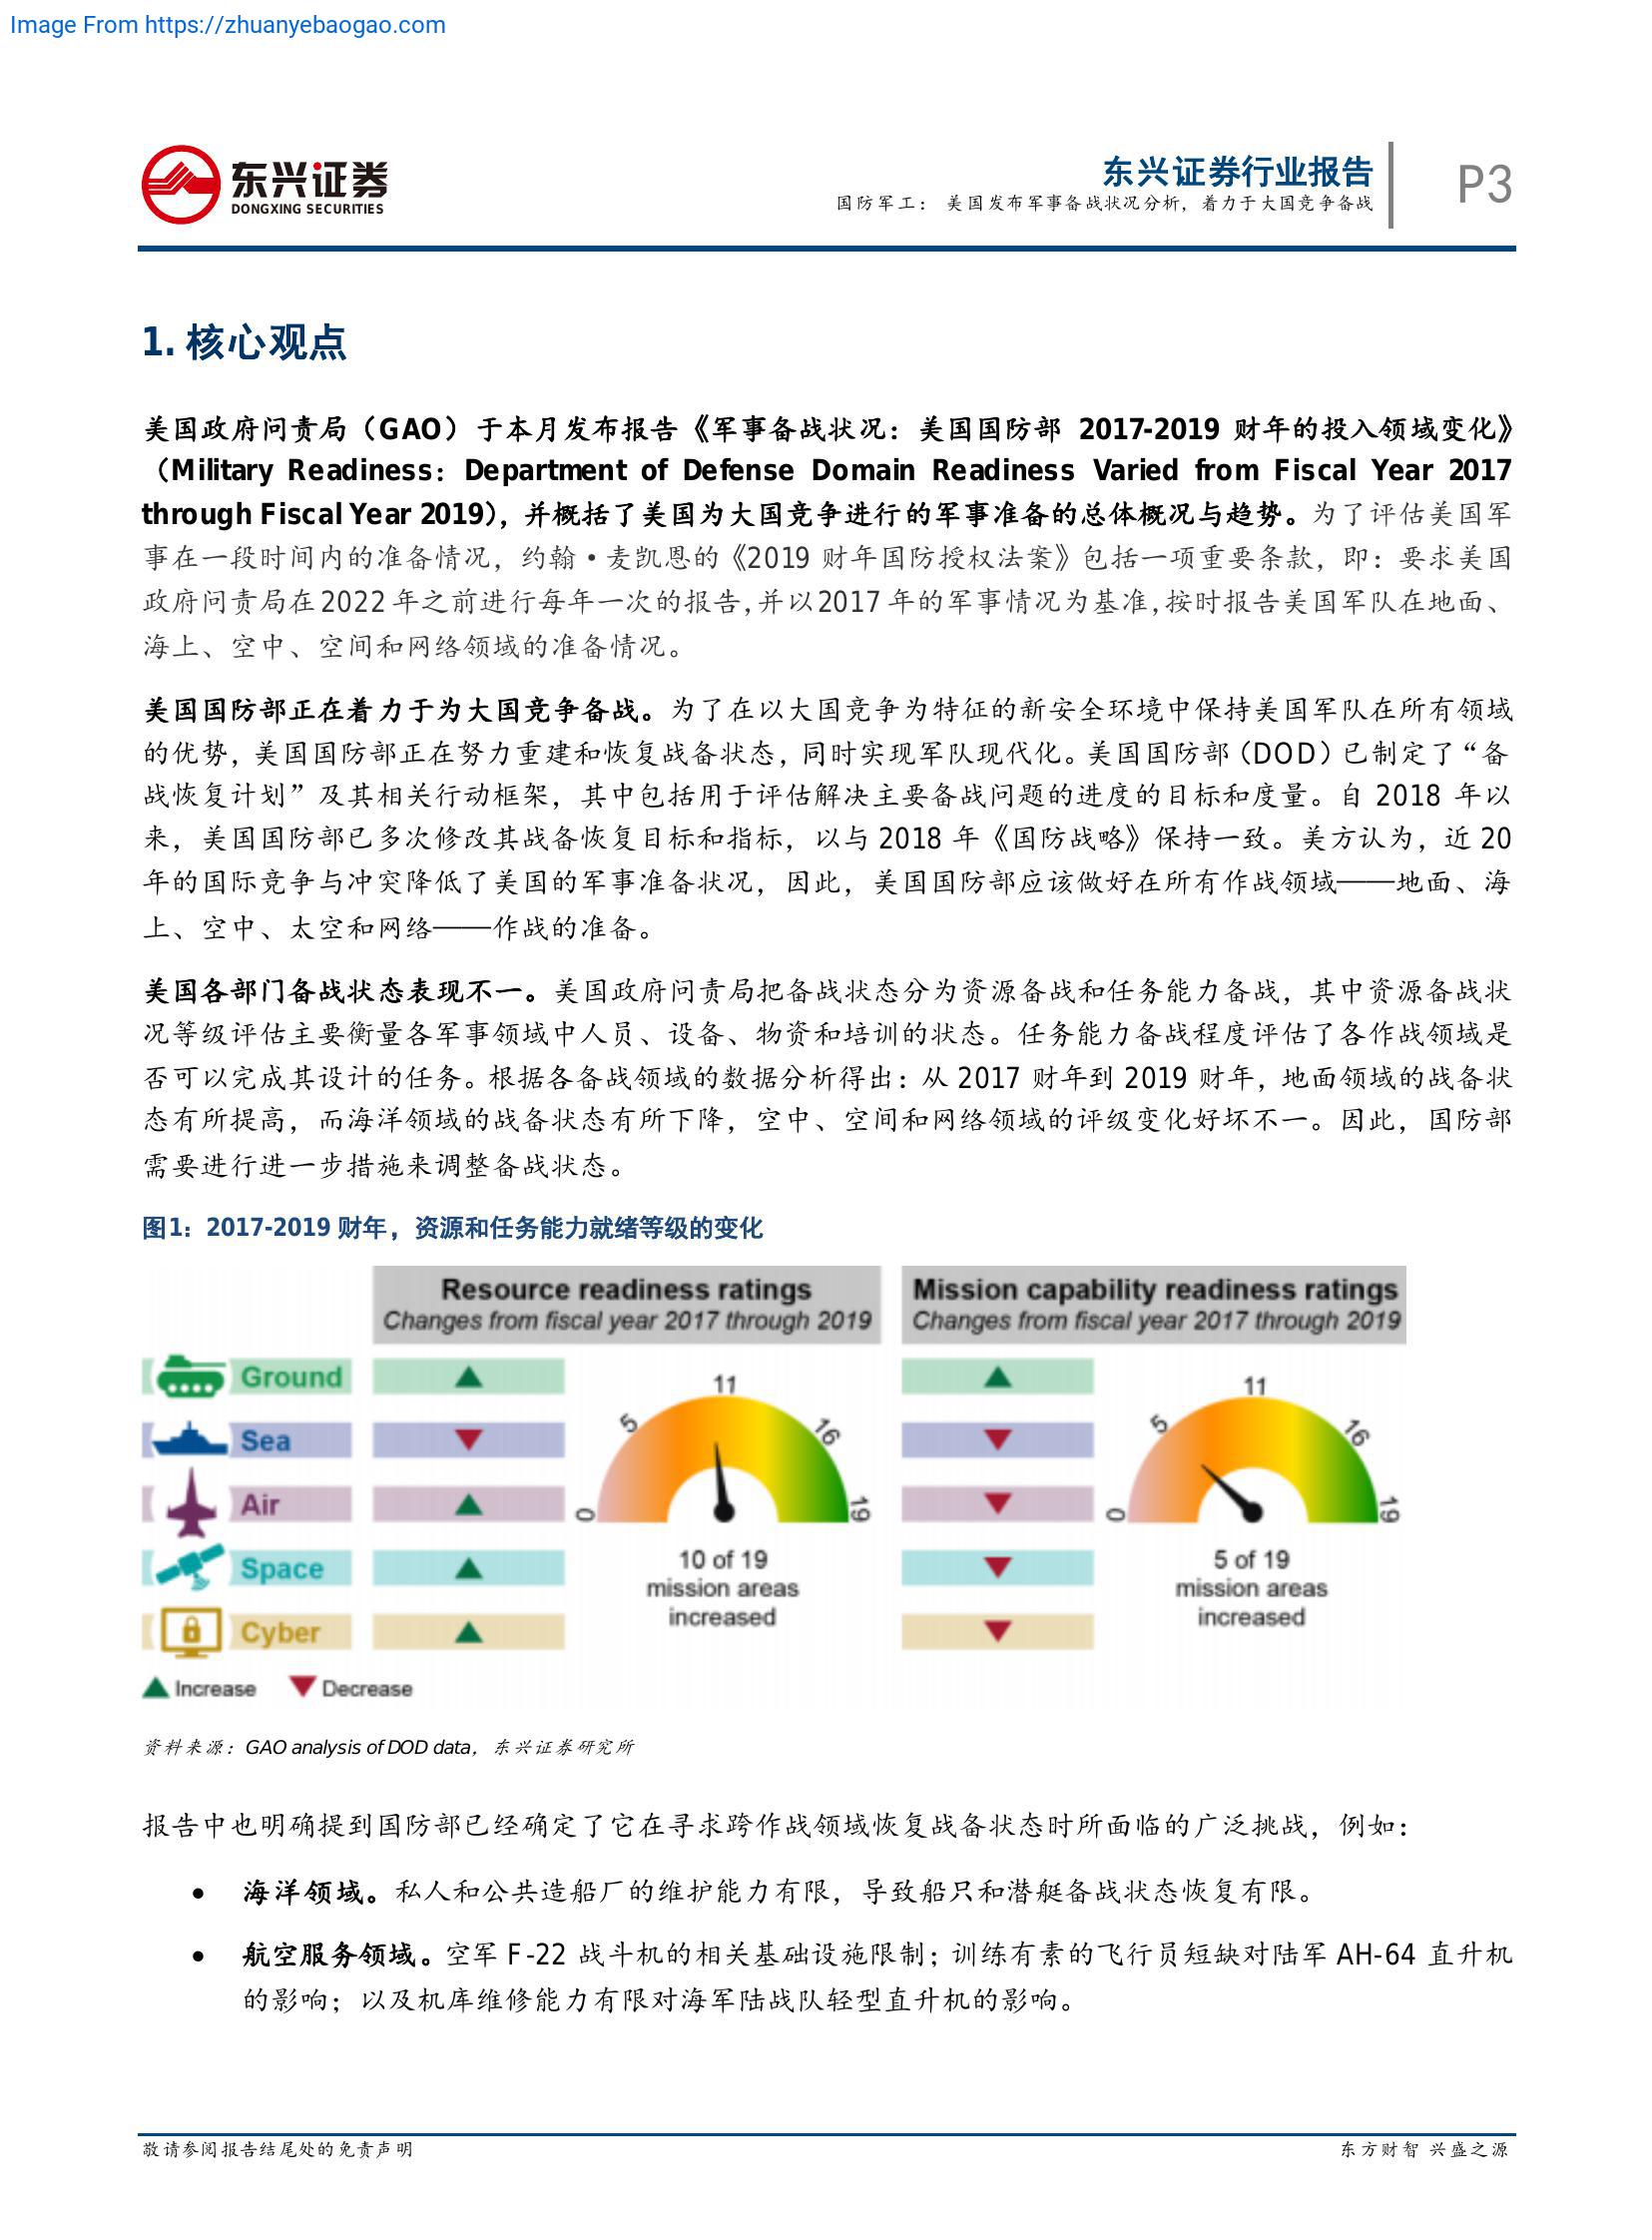 Image From https://zhuanyebaogao.com
东兴证券
DONGXING SECURITIES
东兴证券行业报告
国防军工：美国发布军事备战状况分析，着力于大国竞争备战
P3
1. 核心观点
美国政府问责局（GAO）于本月发布报告《军事备战状况：美国国防部 2017-2019 财年的投入领域变化》
（Military Readiness：Department of Defense Domain Readiness Varied from Fiscal Year 2017
through Fiscal Year 2019），并概括了美国为大国竞争进行的军事准备的总体概况与趋势。为了评估美国军
事在一段时间内的准备情况，约翰·麦凯恩的《2019 财年国防授权法案》包括一项重要条款，即：要求美国
政府问责局在 2022 年之前进行每年一次的报告，并以 2017 年的军事情况为基准，按时报告美国军队在地面、
海上、空中、空间和网络领域的准备情况。
美国国防部正在着力于为大国竞争备战。为了在以大国竞争为特征的新安全环境中保持美国军队在所有领域
的优势，美国国防部正在努力重建和恢复战备状态，同时实现军队现代化。美国国防部（DOD）已制定了“备
战恢复计划”及其相关行动框架，其中包括用于评估解决主要备战问题的进度的目标和度量。自 2018 年以
来，美国国防部已多次修改其战备恢复目标和指标，以与 2018 年《国防战略》保持一致。美方认为，近 20
年的国际竞争与冲突降低了美国的军事准备状况，因此，美国国防部应该做好在所有作战领域——地面、海
上、空中、太空和网络——作战的准备。
美国各部门备战状态表现不一。美国政府问责局把备战状态分为资源备战和任务能力备战，其中资源备战状
况等级评估主要衡量各军事领域中人员、设备、物资和培训的状态。任务能力备战程度评估了各作战领域是
否可以完成其设计的任务。根据各备战领域的数据分析得出：从 2017 财年到 2019 财年，地面领域的战备状
态有所提高，而海洋领域的战备状态有所下降，空中、空间和网络领域的评级变化好坏不一。因此，国防部
需要进行进一步措施来调整备战状态。
图1：2017-2019 财年，资源和任务能力就绪等级的变化
Resource readiness ratings
Changes from fiscal year 2017 through 2019
Mission capability readiness ratings
Changes from fiscal year 2017 through 2019
Ground
Sea
Air
Space
Cyber
0
5
11
16
19
10 of 19
mission areas
increased
0
5
11
16
19
5 of 19
mission areas
increased
Increase
Decrease
资料来源：GAO analysis of DOD data，东兴证券研究所
报告中也明确提到国防部已经确定了它在寻求跨作战领域恢复战备状态时所面临的广泛挑战，例如：
● 海洋领域。私人和公共造船厂的维护能力有限，导致船只和潜艇备战状态恢复有限。
● 航空服务领域。空军 F-22 战斗机的相关基础设施限制；训练有素的飞行员短缺对陆军 AH-64 直升机
的影响；以及机库维修能力有限对海军陆战队轻型直升机的影响。
敬请参阅报告结尾处的免责声明
东方财智 兴盛之源